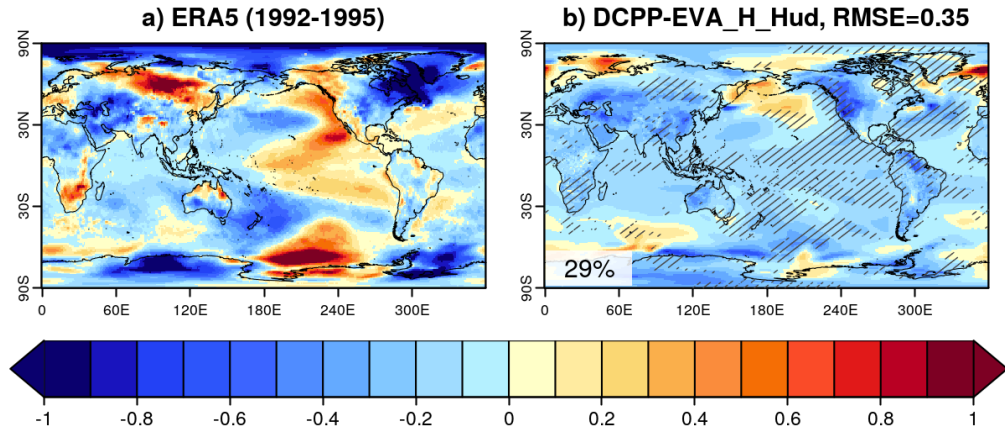 a) ERA5 (1992-1995)
b) DCPP-EVA_H_Hud, RMSE=0.35
90N
30N
30S
90S
0
60E
120E
180E
240E
300E
90N
30N
30S
90S
29%
0
60E
120E
180E
240E
300E
-1
-0.8
-0.6
-0.4
-0.2
0
0.2
0.4
0.6
0.8
1